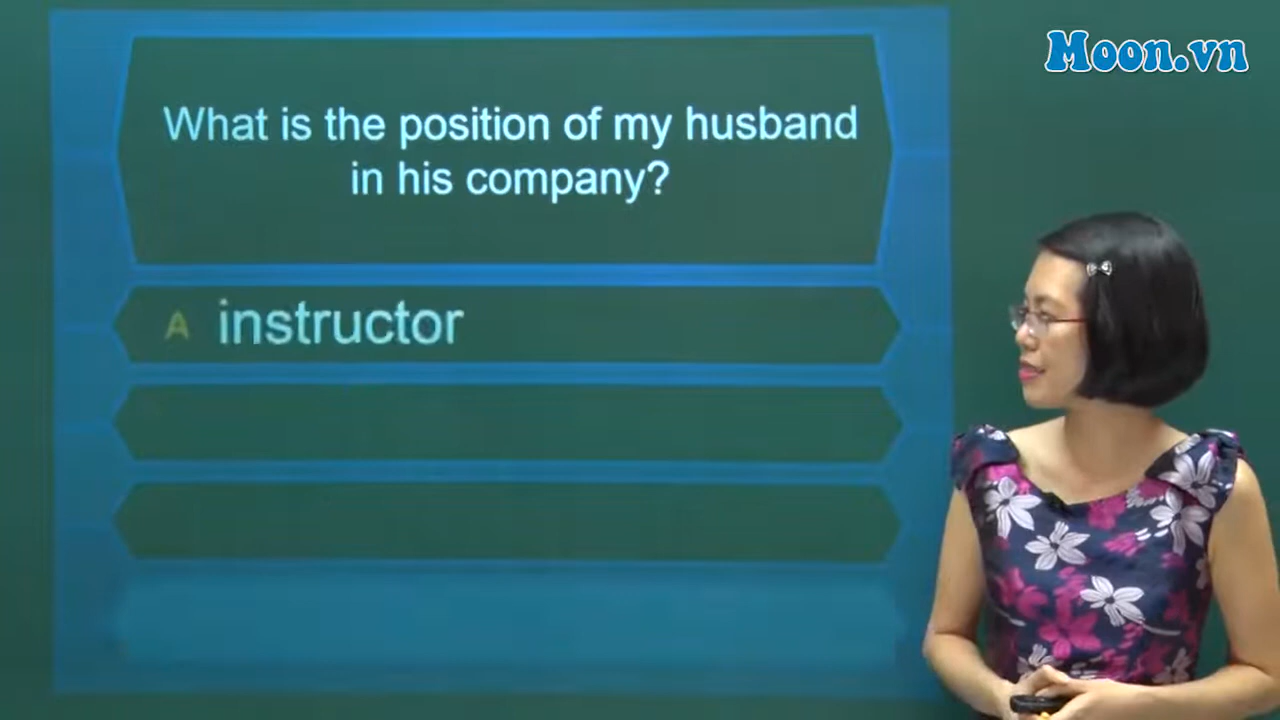 Moon.vn
What is the position of my husband
in his company?
A instructor